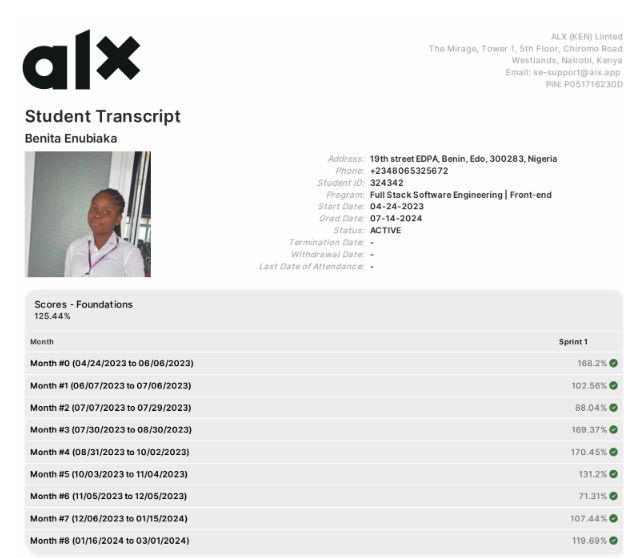 alx
ALX (KEN) Limted
The Mirage, Tower 1, 5th Floor, Chiromo Road
Westlands, Nairobi, Kenya
Email: se-support@alx.app
PIN: P051716230D
Student Transcript
Benita Enubiaka
Address: 19th street EDPA, Benin, Edo, 300283, Nigeria
Phone: +2348065325672
Student ID: 324342
Program: Full Stack Software Engineering | Front-end
Start Date: 04-24-2023
Grad Date: 07-14-2024
Status: ACTIVE
Termination Date: -
Withdrawal Date: -
Last Date of Attendance: -
Scores - Foundations
125.44%
Month Sprint 1
Month #0 (04/24/2023 to 06/06/2023) 168.2%
Month #1 (06/07/2023 to 07/06/2023) 102.56%
Month #2 (07/07/2023 to 07/29/2023) 88.04%
Month #3 (07/30/2023 to 08/30/2023) 169.37%
Month #4 (08/31/2023 to 10/02/2023) 170.45%
Month #5 (10/03/2023 to 11/04/2023) 131.2%
Month #6 (11/05/2023 to 12/05/2023) 71.31%
Month #7 (12/06/2023 to 01/15/2024) 107.44%
Month #8 (01/16/2024 to 03/01/2024) 119.69%